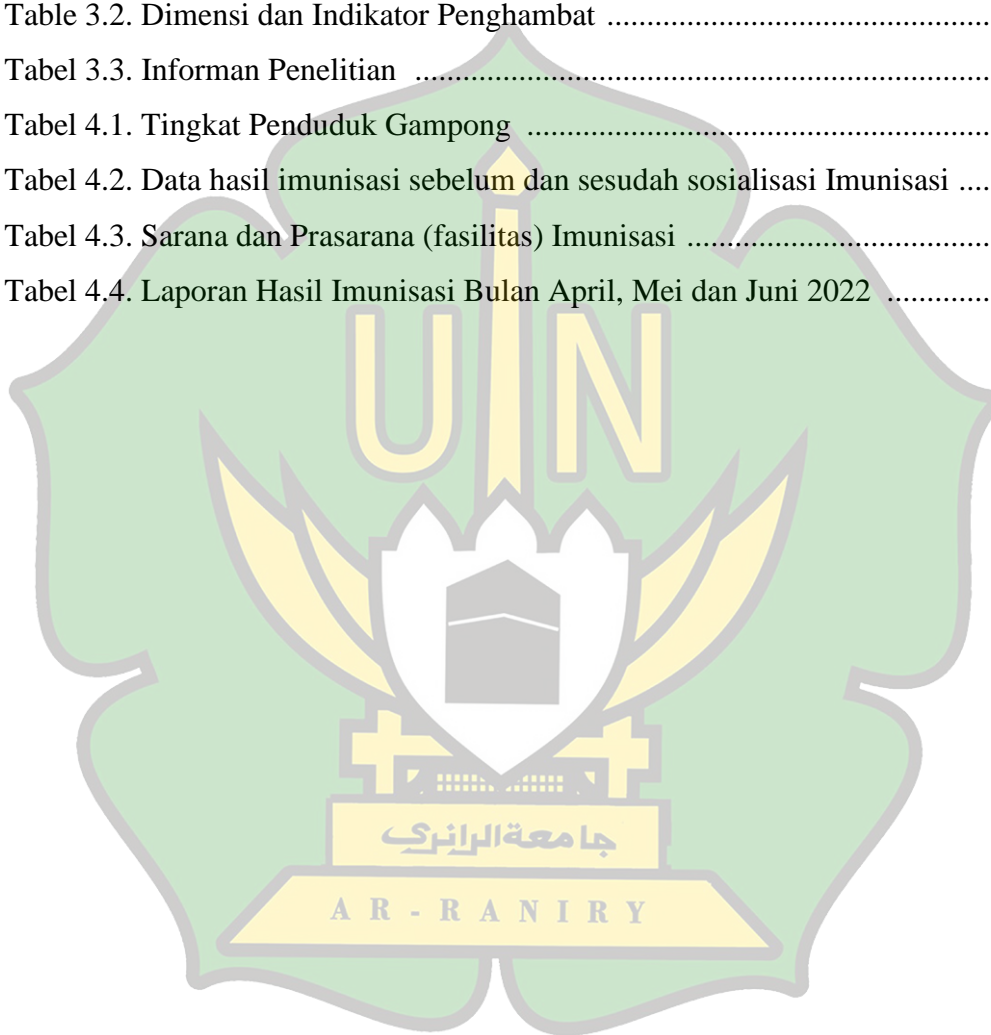 Table 3.2. Dimensi dan Indikator Penghambat ........................................
Tabel 3.3. Informan Penelitian ............................................................
Tabel 4.1. Tingkat Penduduk Gampong ................................................
Tabel 4.2. Data hasil imunisasi sebelum dan sesudah sosialisasi Imunisasi ....
Tabel 4.3. Sarana dan Prasarana (fasilitas) Imunisasi ................................
Tabel 4.4. Laporan Hasil Imunisasi Bulan April, Mei dan Juni 2022 .............
UIN
جامعةالرانري
AR-RANIRY